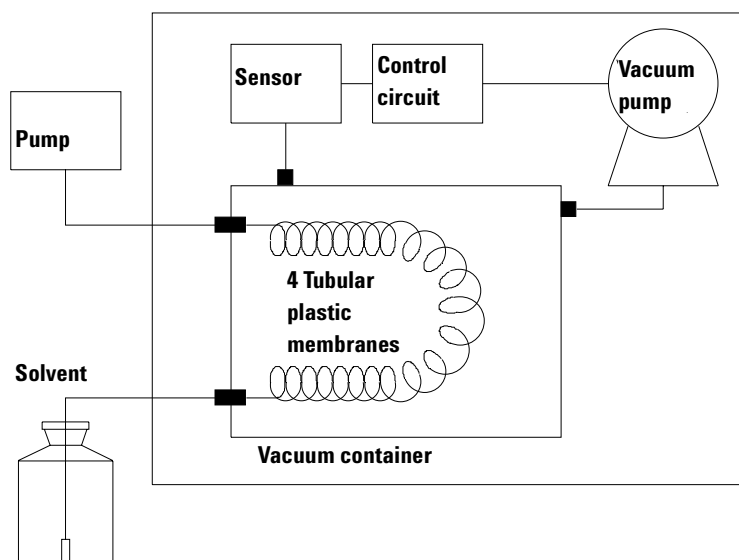 Sensor
Control
circuit
Vacuum
pump
Pump
4 Tubular
plastic
membranes
Solvent
Vacuum container